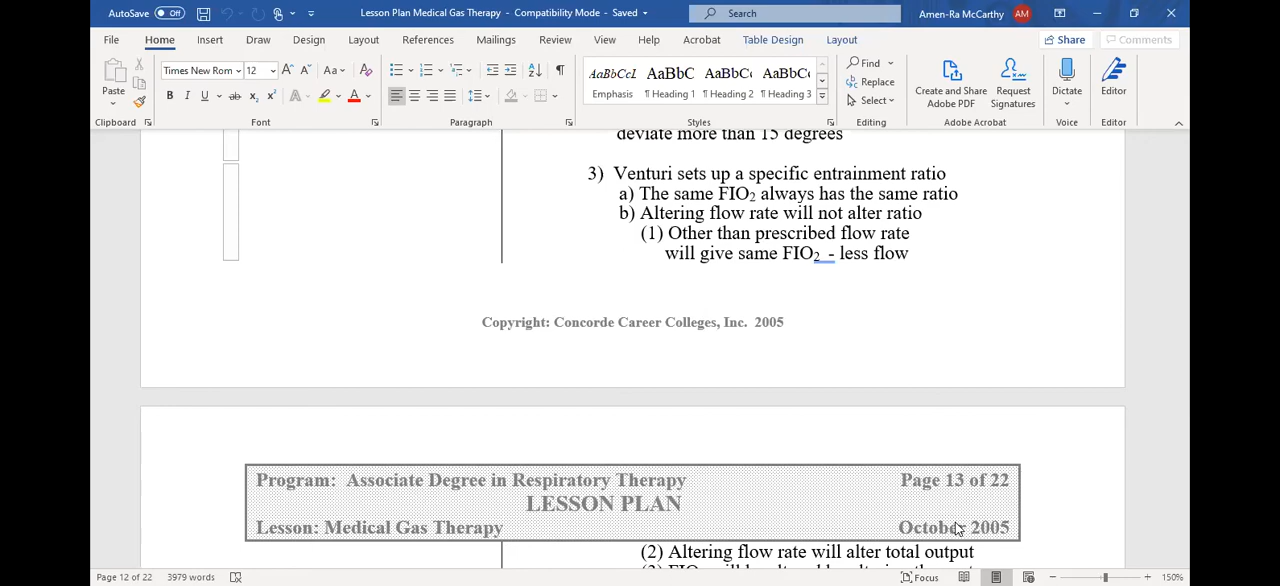 AutoSave Off Lesson Plan Medical Gas Therapy - Compatibility Mode - Saved Search Amen-Ra McCarthy AM
File Home Insert Draw Design Layout References Mailings Review View Help Acrobat Table Design Layout Share Comments
Paste Times New Rom 12 A A Aa A AaBbCcI AaBbC AaBbCc AaBbCc Find Create and Share Request Dictate Editor
B I U ab x2 x2 A A Emphasis ¶ Heading 1 ¶ Heading 2 ¶ Heading 3 Replace Adobe PDF Signatures
Select
Clipboard Font Paragraph Styles Editing Adobe Acrobat Voice Editor
deviate more than 15 degrees
3) Venturi sets up a specific entrainment ratio
a) The same FIO2 always has the same ratio
b) Altering flow rate will not alter ratio
(1) Other than prescribed flow rate
will give same FIO2 - less flow
Copyright: Concorde Career Colleges, Inc. 2005
Program: Associate Degree in Respiratory Therapy Page 13 of 22
LESSON PLAN
Lesson: Medical Gas Therapy October 2005
(2) Altering flow rate will alter total output
Page 12 of 22 3979 words Focus 150%